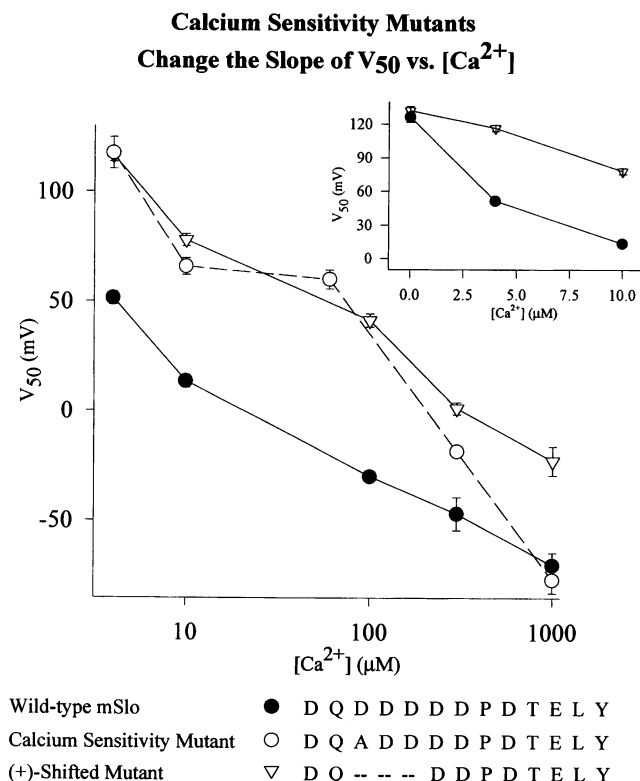 Calcium Sensitivity Mutants
Change the Slope of V50 vs. [Ca2+]
120
90
60
30
0
V50 (mV)
0.0 2.5 5.0 7.5 10.0
[Ca2+] (μM)
100
50
0
-50
V50 (mV)
10 100 1000
[Ca2+] (μM)
Wild-type mSlo ● D Q D D D D D P D T E L Y
Calcium Sensitivity Mutant ○ D Q A D D D D P D T E L Y
(+)-Shifted Mutant ▽ D Q -- -- -- D D P D T E L Y